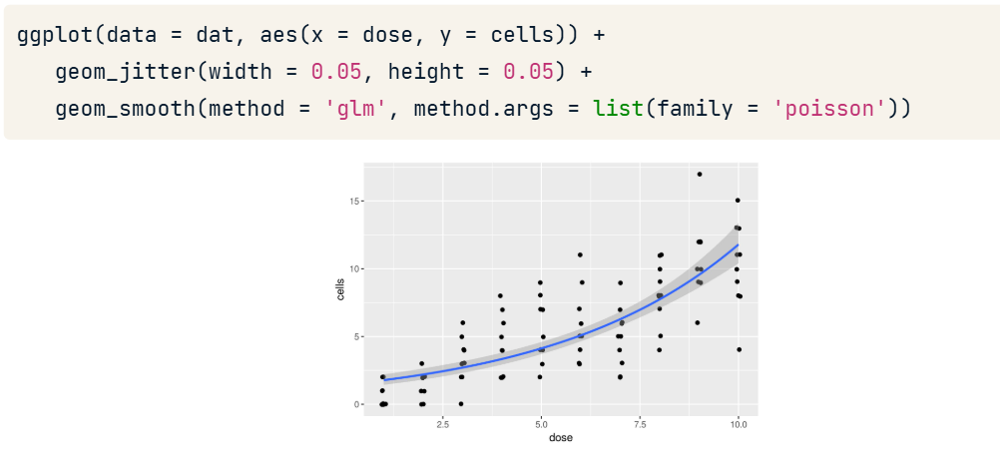 ggplot(data = dat, aes(x = dose, y = cells)) +
geom_jitter(width = 0.05, height = 0.05) +
geom_smooth(method = 'glm', method.args = list(family = 'poisson'))
15
10
cells
5
0
2.5 5.0 7.5 10.0
dose